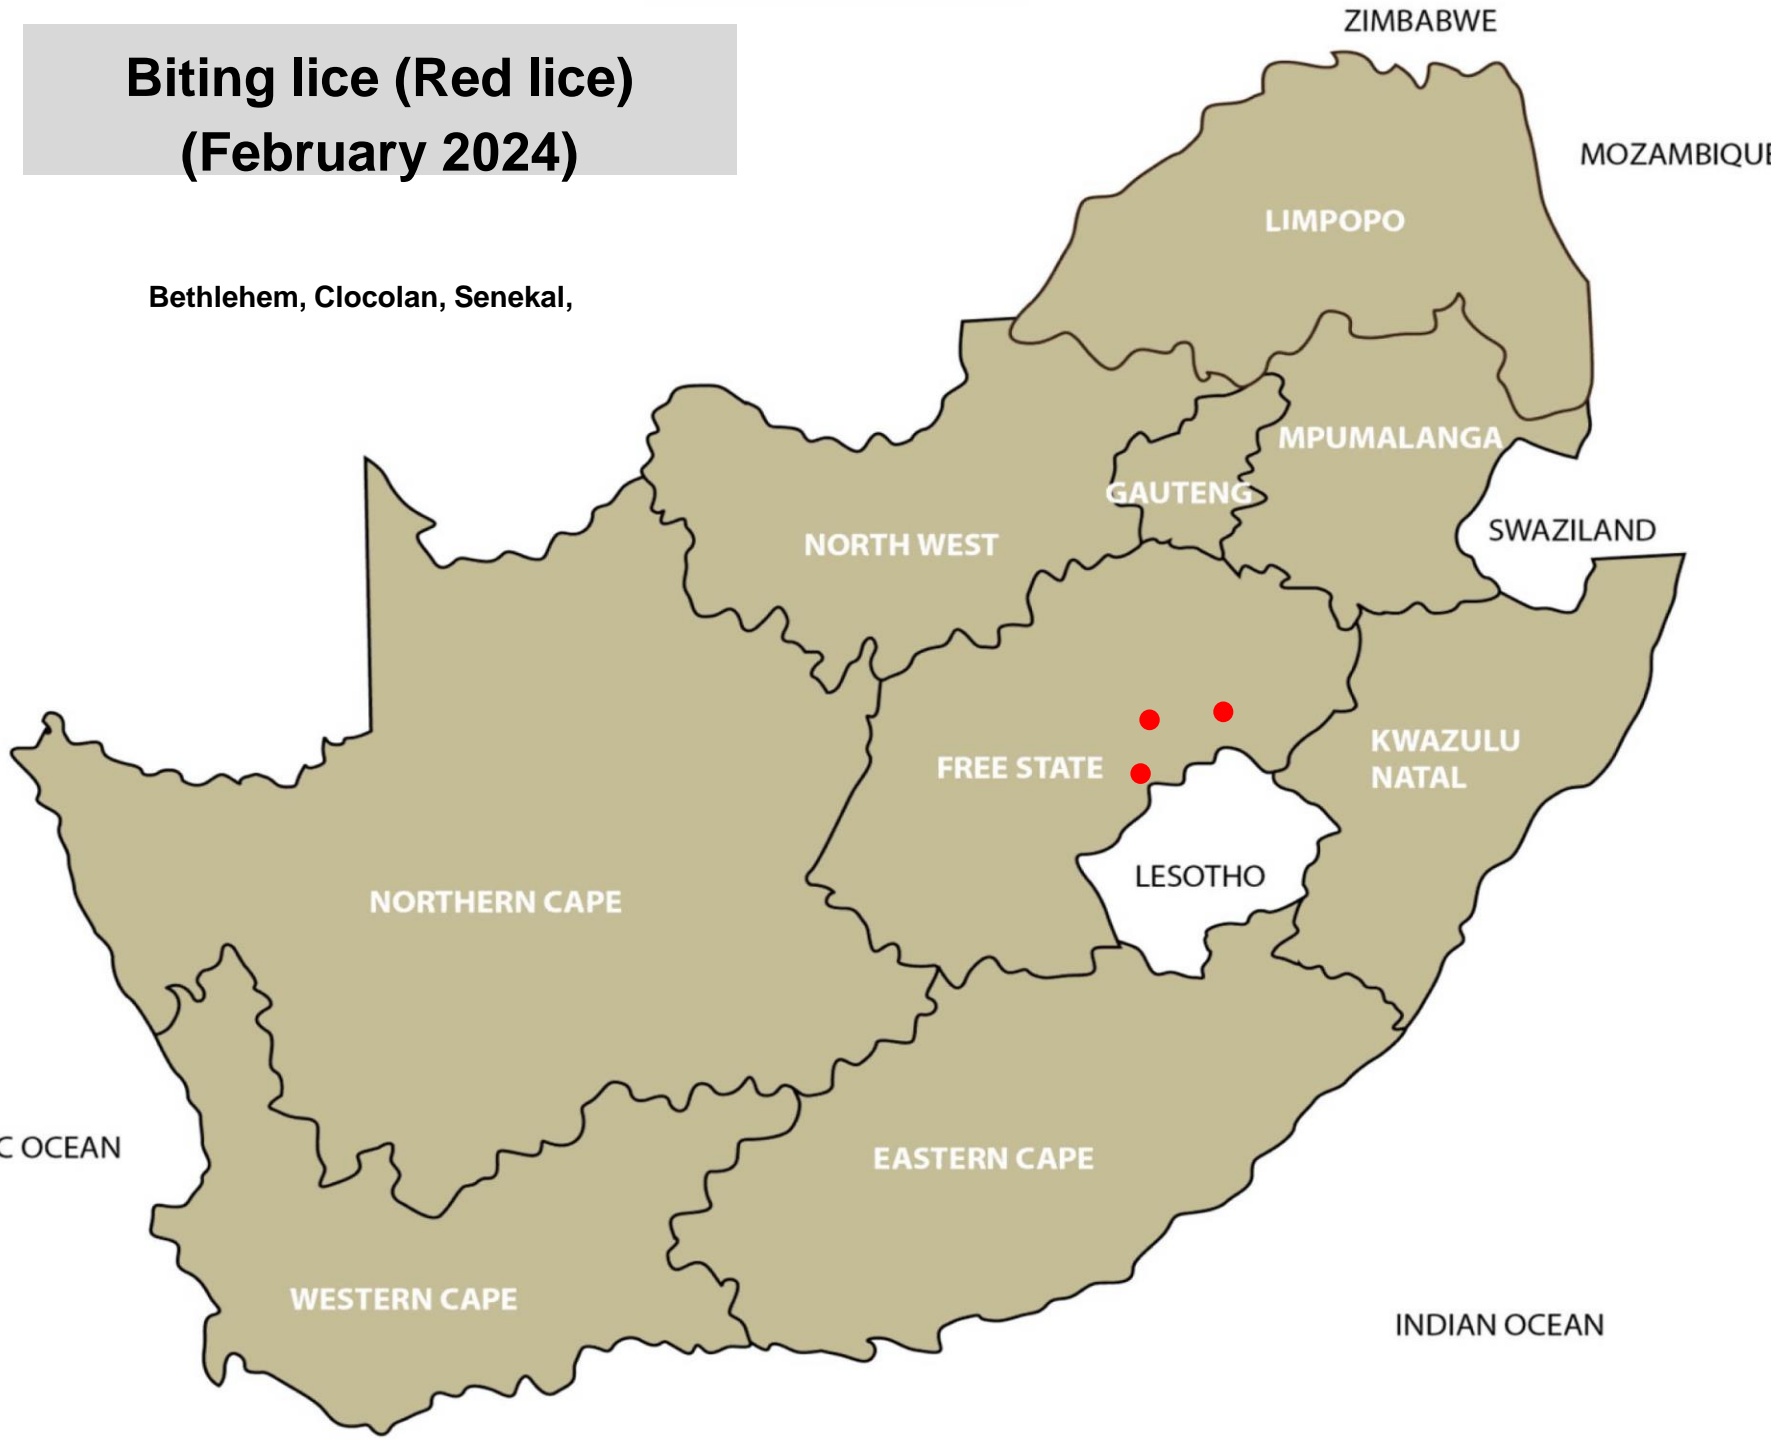 Biting lice (Red lice)
(February 2024)
Bethlehem, Clocolan, Senekal,
ZIMBABWE
MOZAMBIQUE
LIMPOPO
MPUMALANGA
GAUTENG
SWAZILAND
NORTH WEST
FREE STATE
KWAZULU
NATAL
LESOTHO
NORTHERN CAPE
C OCEAN
EASTERN CAPE
WESTERN CAPE
INDIAN OCEAN